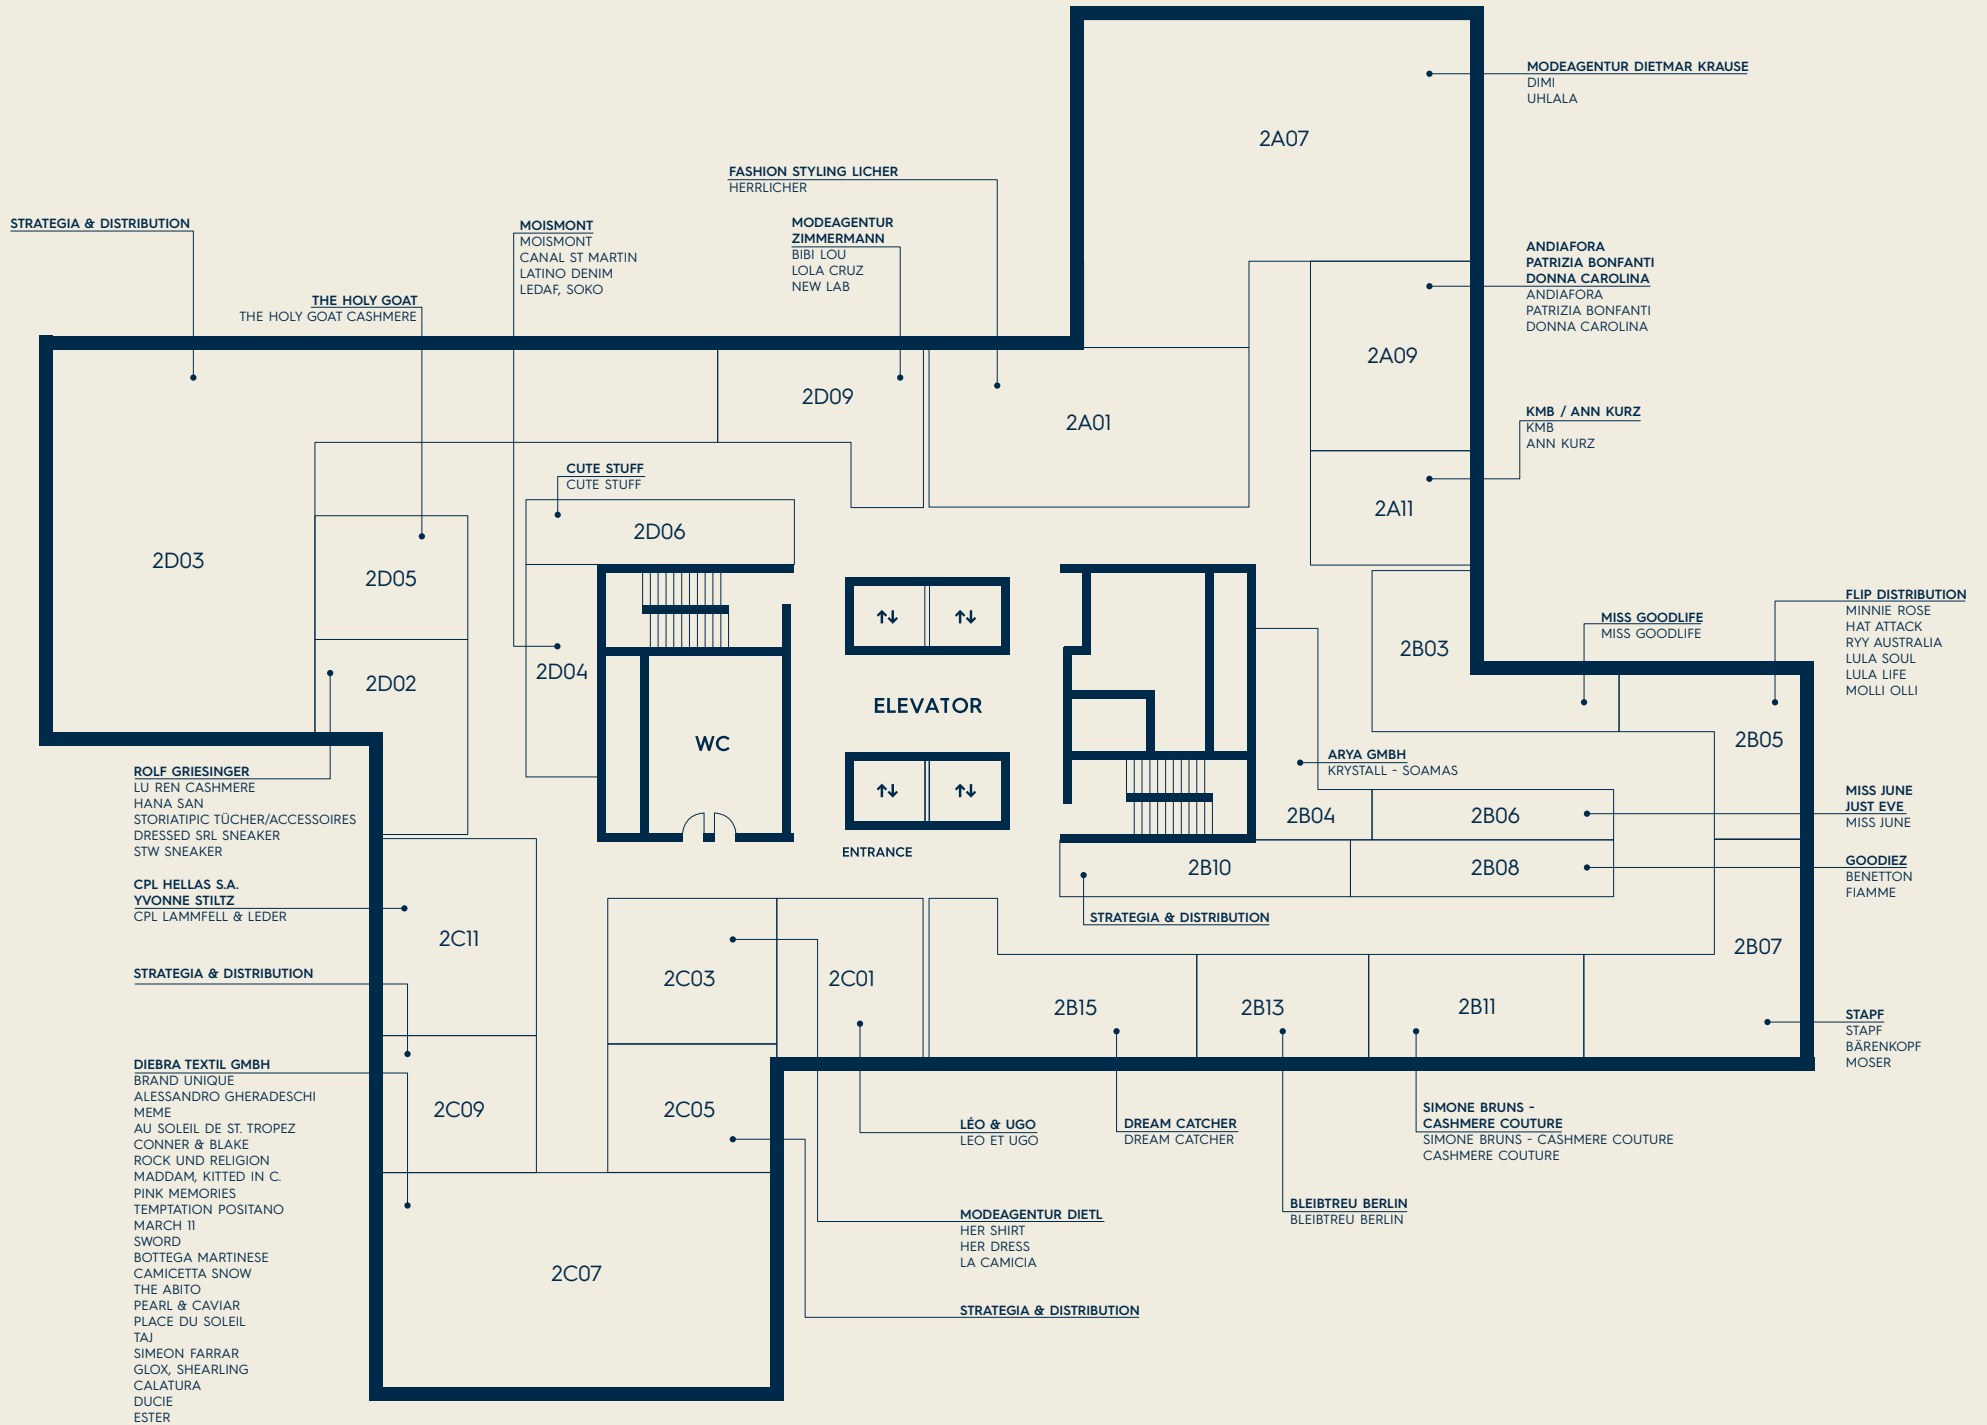 MODEAGENTUR DIETMAR KRAUSE
DIMI
UHLALA
2A07
FASHION STYLING LICHER
HERRLICHER
STRATEGIA & DISTRIBUTION
MOISMONT
MOISMONT
CANAL ST MARTIN
LATINO DENIM
LEDAF, SOKO
MODEAGENTUR
ZIMMERMANN
BIBI LOU
LOLA CRUZ
NEW LAB
ANDIAFORA
PATRIZIA BONFANTI
DONNA CAROLINA
ANDIAFORA
PATRIZIA BONFANTI
DONNA CAROLINA
THE HOLY GOAT
THE HOLY GOAT CASHMERE
2A09
2D09
2A01
KMB / ANN KURZ
KMB
ANN KURZ
CUTE STUFF
CUTE STUFF
2A11
2D06
2D03
2D05
FLIP DISTRIBUTION
MINNIE ROSE
HAT ATTACK
RYY AUSTRALIA
LULA SOUL
LULA LIFE
MOLLI OLLI
MISS GOODLIFE
MISS GOODLIFE
2B03
2D04
2D02
ELEVATOR
WC
2B05
ARYA GMBH
KRYSTALL - SOAMAS
ROLF GRIESINGER
LU REN CASHMERE
HANA SAN
STORIATIPIC TÜCHER/ACCESSOIRES
DRESSED SRL SNEAKER
STW SNEAKER
MISS JUNE
JUST EVE
MISS JUNE
2B04
2B06
ENTRANCE
2B10
2B08
GOODIEZ
BENETTON
FIAMME
CPL HELLAS S.A.
YVONNE STILTZ
CPL LAMMFELL & LEDER
STRATEGIA & DISTRIBUTION
2C11
2B07
STRATEGIA & DISTRIBUTION
2C03
2C01
2B15
2B13
2B11
STAPF
STAPF
BÄRENKOPF
MOSER
DIEBRA TEXTIL GMBH
BRAND UNIQUE
ALESSANDRO GHERADESCHI
MEME
AU SOLEIL DE ST. TROPEZ
CONNER & BLAKE
ROCK UND RELIGION
MADDAM, KITTED IN C.
PINK MEMORIES
TEMPTATION POSITANO
MARCH 11
SWORD
BOTTEGA MARTINESE
CAMICETTA SNOW
THE ABITO
PEARL & CAVIAR
PLACE DU SOLEIL
TAJ
SIMEON FARRAR
GLOX, SHEARLING
CALATURA
DUCIE
ESTER
2C09
2C05
LÉO & UGO
LEO ET UGO
DREAM CATCHER
DREAM CATCHER
SIMONE BRUNS -
CASHMERE COUTURE
SIMONE BRUNS - CASHMERE COUTURE
CASHMERE COUTURE
BLEIBTREU BERLIN
BLEIBTREU BERLIN
MODEAGENTUR DIETL
HER SHIRT
HER DRESS
LA CAMICIA
2C07
STRATEGIA & DISTRIBUTION